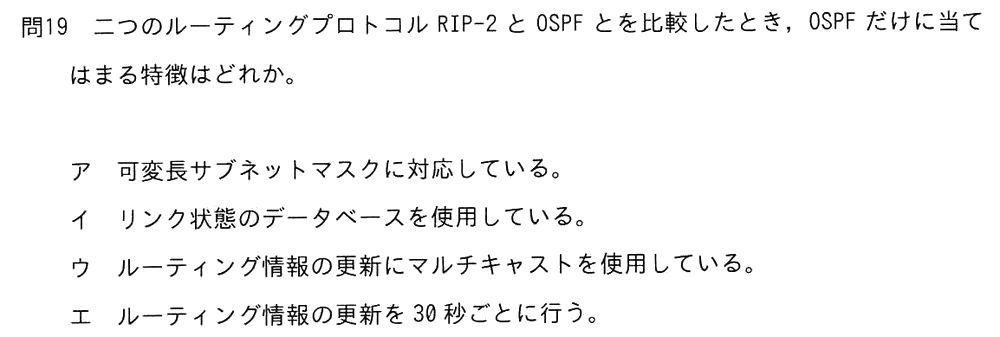 問19 二つのルーティングプロトコル RIP-2 と OSPF とを比較したとき，OSPF だけに当て
はまる特徴はどれか。
ア 可変長サブネットマスクに対応している。
イ リンク状態のデータベースを使用している。
ウ ルーティング情報の更新にマルチキャストを使用している。
エ ルーティング情報の更新を 30 秒ごとに行う。